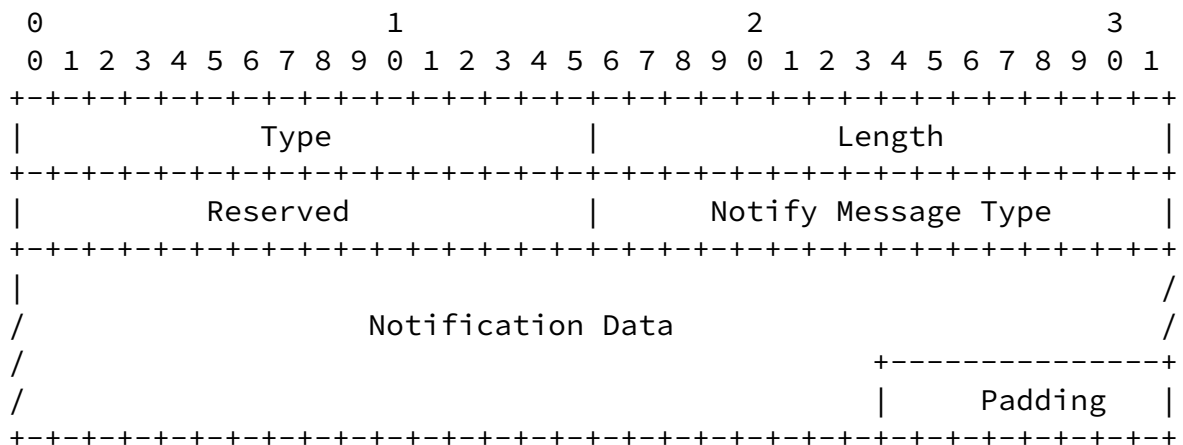 0                   1                   2                   3
 0 1 2 3 4 5 6 7 8 9 0 1 2 3 4 5 6 7 8 9 0 1 2 3 4 5 6 7 8 9 0 1
+-+-+-+-+-+-+-+-+-+-+-+-+-+-+-+-+-+-+-+-+-+-+-+-+-+-+-+-+-+-+-+-+
|             Type              |             Length            |
+-+-+-+-+-+-+-+-+-+-+-+-+-+-+-+-+-+-+-+-+-+-+-+-+-+-+-+-+-+-+-+-+
|          Reserved             |      Notify Message Type      |
+-+-+-+-+-+-+-+-+-+-+-+-+-+-+-+-+-+-+-+-+-+-+-+-+-+-+-+-+-+-+-+-+
|                                                               /
/                   Notification Data                           /
/                                               +---------------+
/                                               |     Padding   |
+-+-+-+-+-+-+-+-+-+-+-+-+-+-+-+-+-+-+-+-+-+-+-+-+-+-+-+-+-+-+-+-+